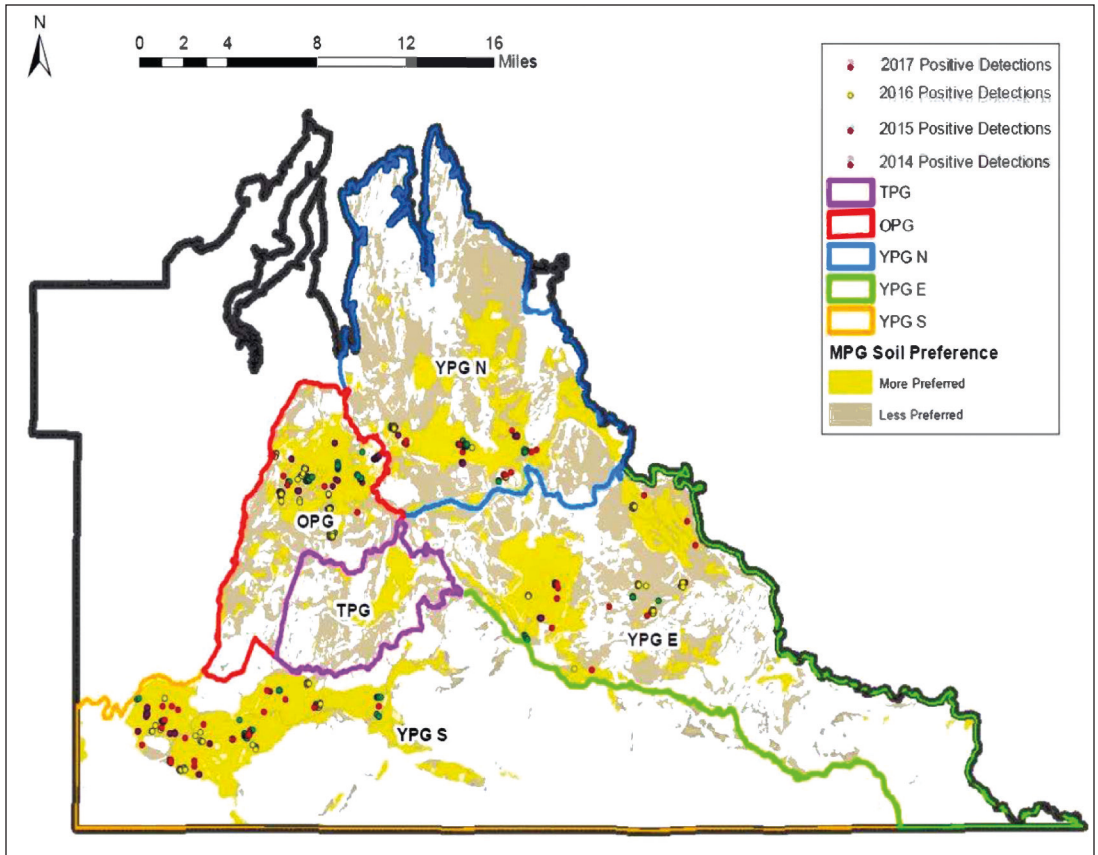 N
0 2 4 8 12 16
Miles
2017 Positive Detections
2016 Positive Detections
2015 Positive Detections
2014 Positive Detections
TPG
OPG
YPG N
YPG E
YPG S
MPG Soil Preference
More Preferred
Less Preferred
YPG N
OPG
TPG
YPG E
YPG S